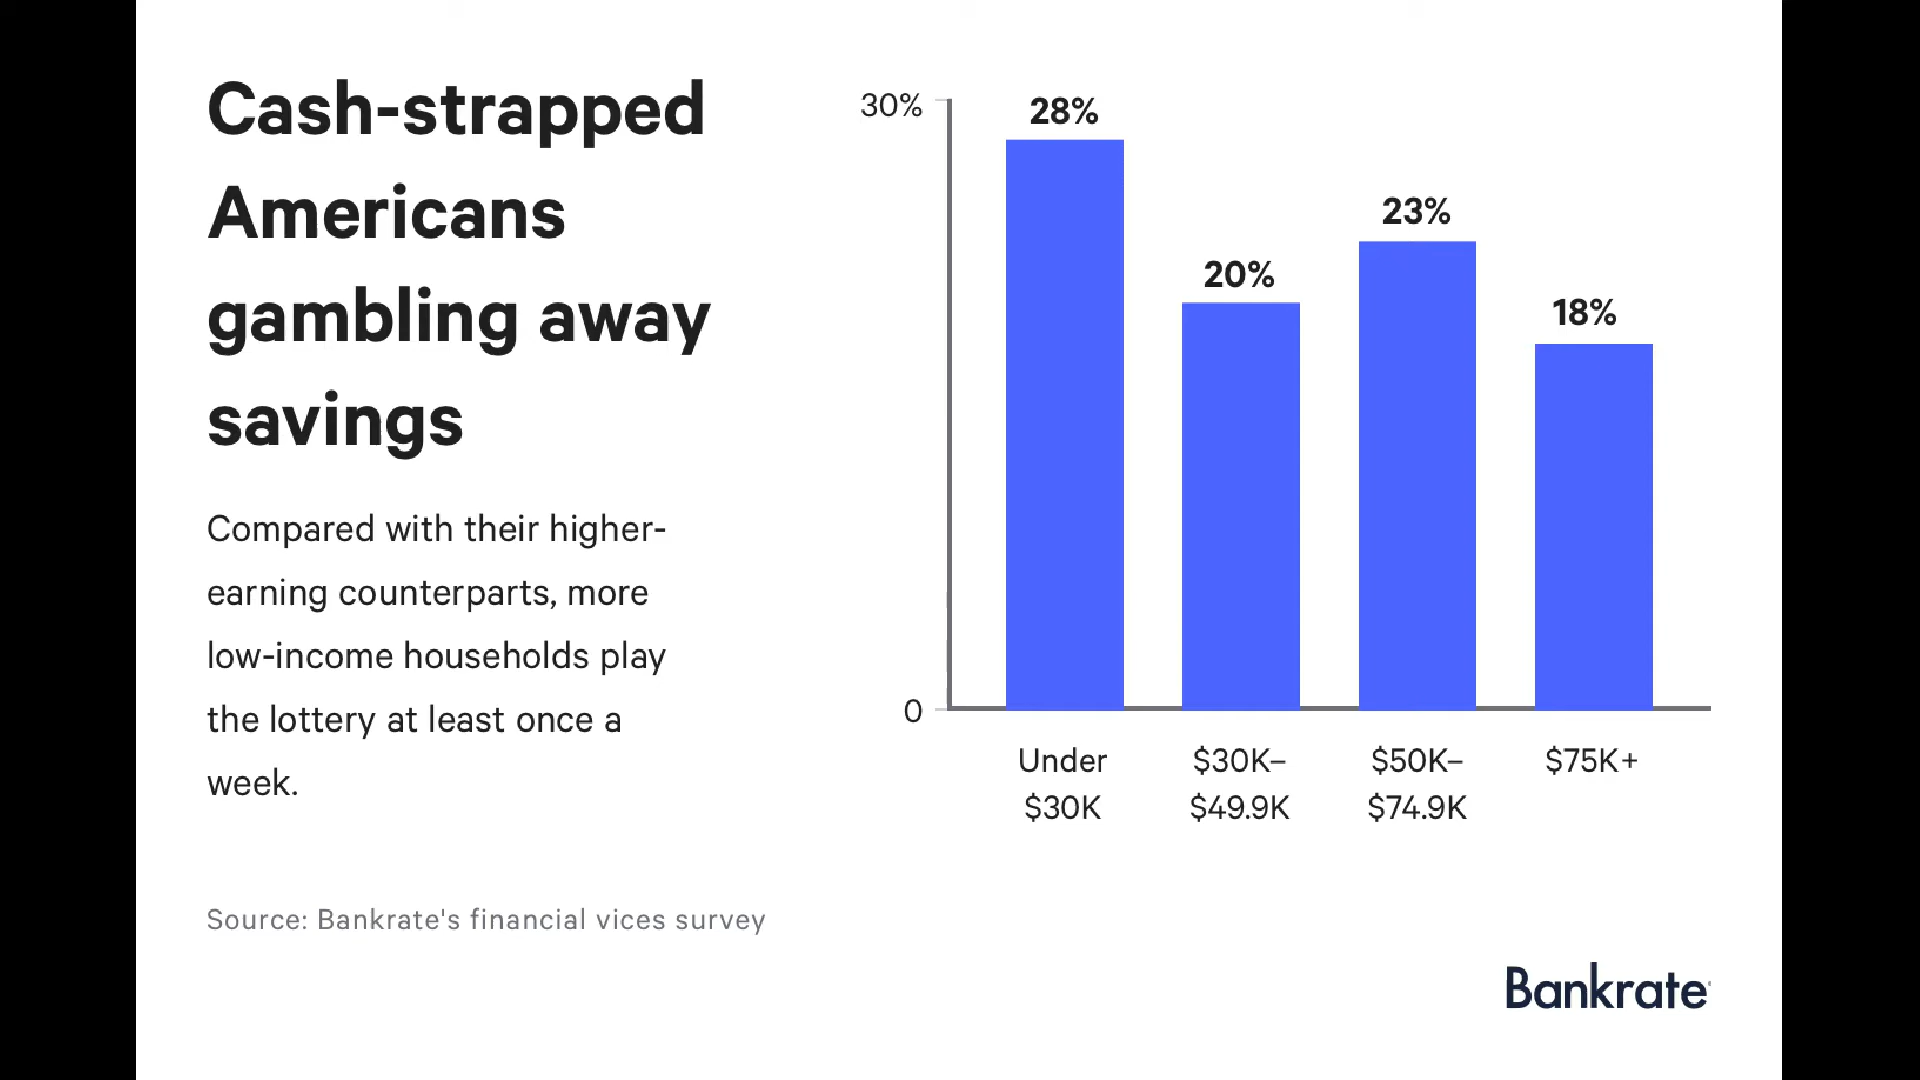 Cash-strapped
Americans
gambling away
savings
Compared with their higher-
earning counterparts, more
low-income households play
the lottery at least once a
week.
Source: Bankrate's financial vices survey
30%
0
28%
20%
23%
18%
Under
$30K
$30K–
$49.9K
$50K–
$74.9K
$75K+
Bankrate